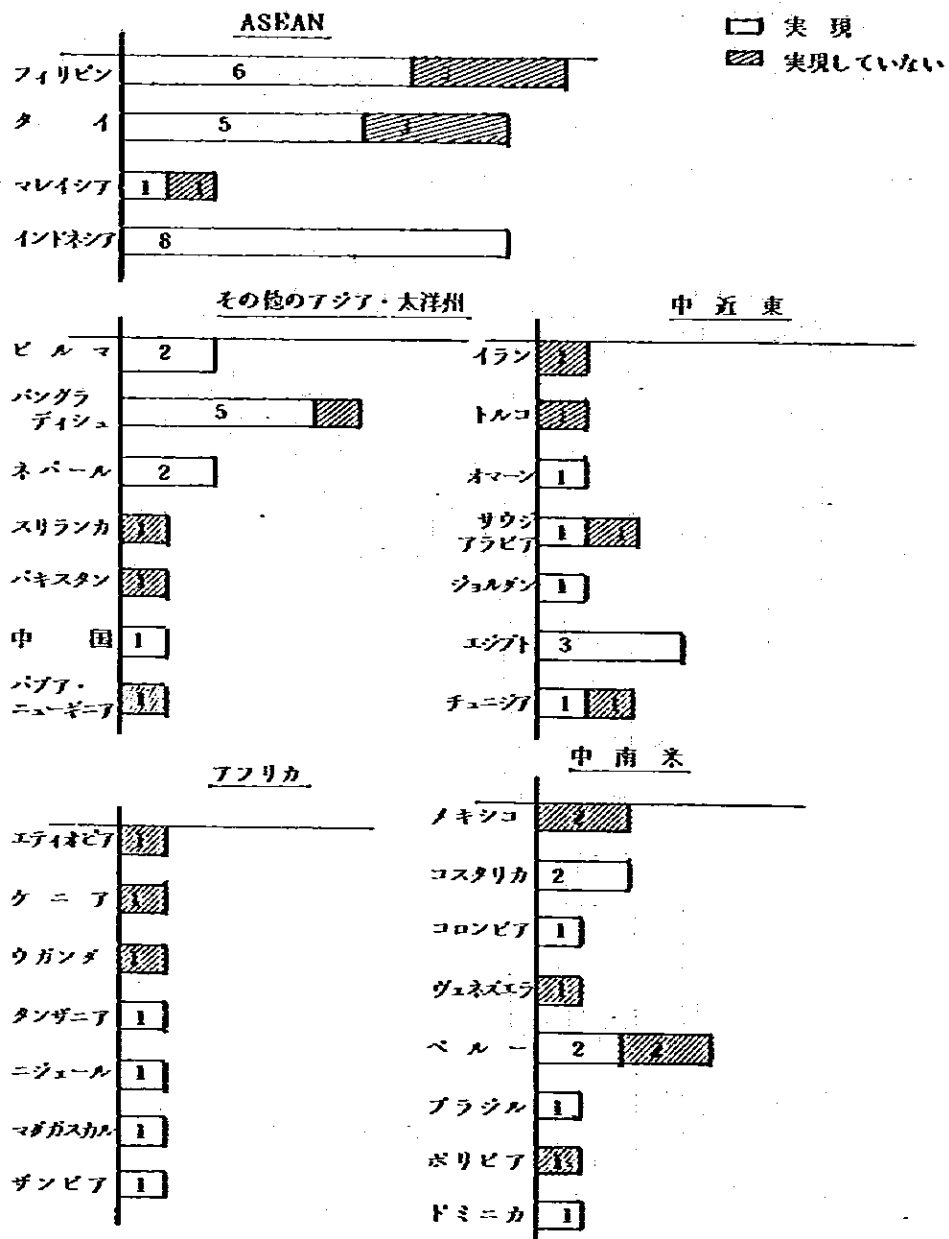 ASEAN
実 現
実現していない
フィリピン 6
タ イ 5 3
マレイシア 1 1
インドネシア 8
その他のアジア・太洋州
ビ ル マ 2
バングラ
ディシュ 5
ネパール 2
スリランカ 1
パキスタン 1
中 国 1
パプア・
ニューギニア 1
中 近 東
イラン 1
トルコ 1
オマーン 1
サウジ
アラビア 1 1
ジョルダン 1
エジプト 3
チュニジア 1 1
アフリカ
エティオピア 1
ケ ニ ア 1
ウガンダ 1
タンザニア 1
ニジェール 1
マダガスカル 1
ザンビア 1
中 南 米
メキシコ 2
コスタリカ 2
コロンビア 1
ヴェネズエラ 1
ペ ル ー 2 2
ブラジル 1
ボリビア 1
ドミニカ 1